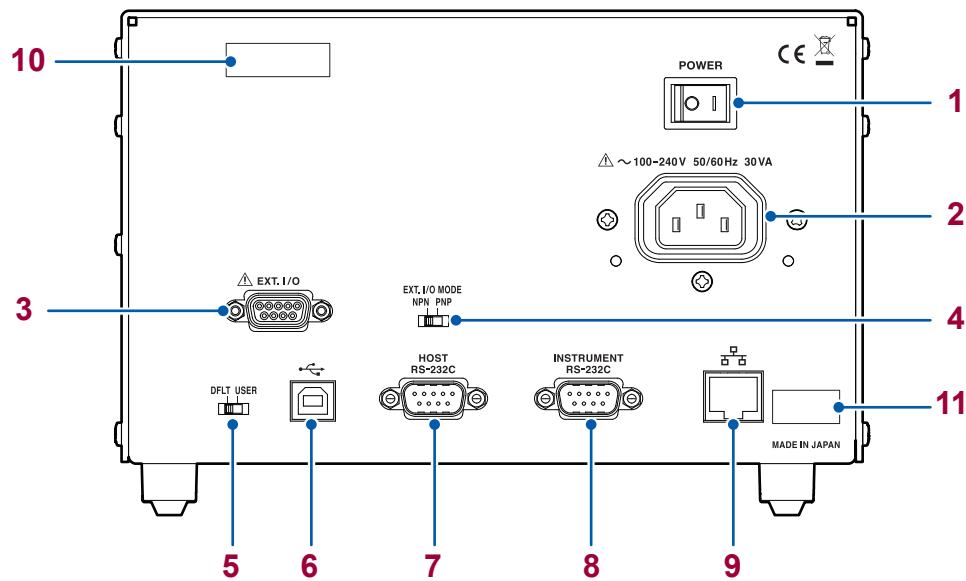 10
CE
POWER
1
~100-240V 50/60Hz 30VA
2
EXT. I/O
3
EXT. I/O MODE
NPN PNP
4
HOST
RS-232C
INSTRUMENT
RS-232C
DFLT USER
11
MADE IN JAPAN
5
6
7
8
9